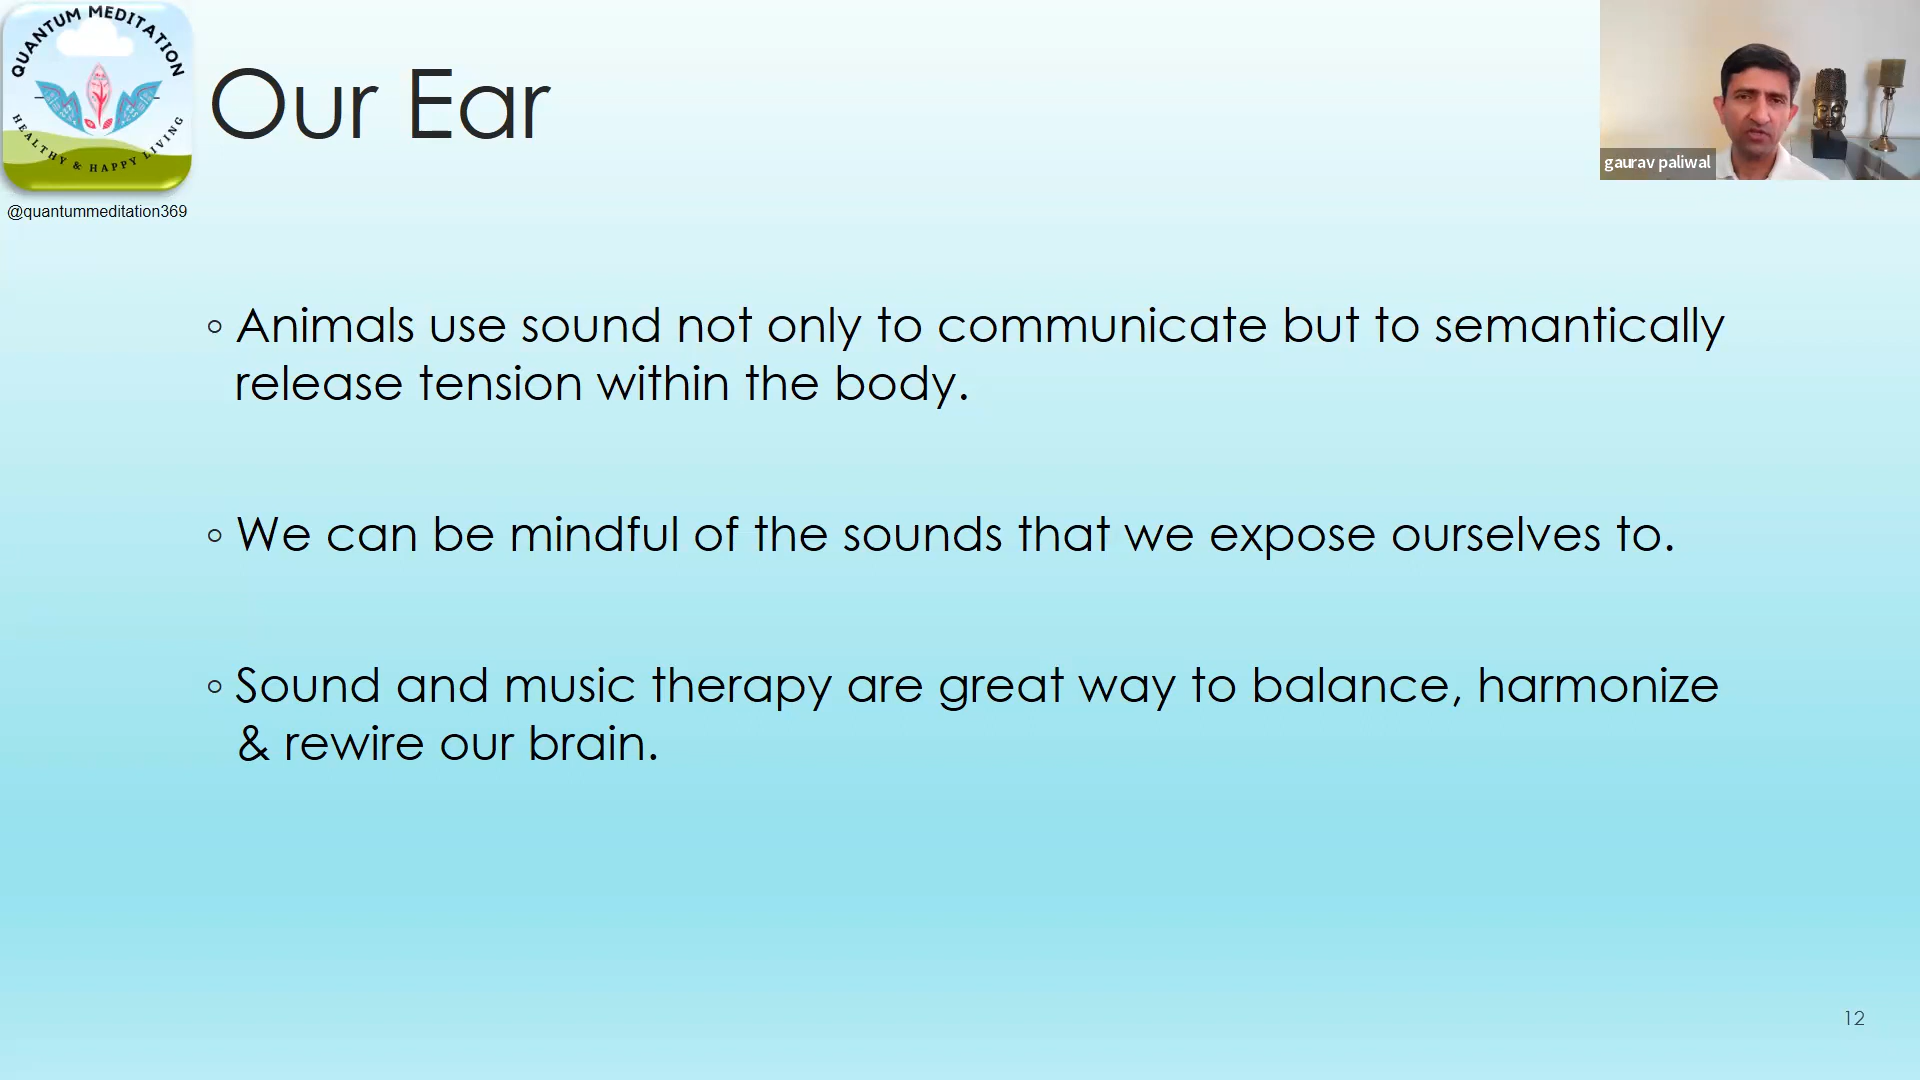 QUANTUM MEDITATION
HEALTHY & HAPPY LIVING
@quantummeditation369
Our Ear
gaurav paliwal
◦ Animals use sound not only to communicate but to semantically
release tension within the body.
◦ We can be mindful of the sounds that we expose ourselves to.
◦ Sound and music therapy are great way to balance, harmonize
& rewire our brain.
12